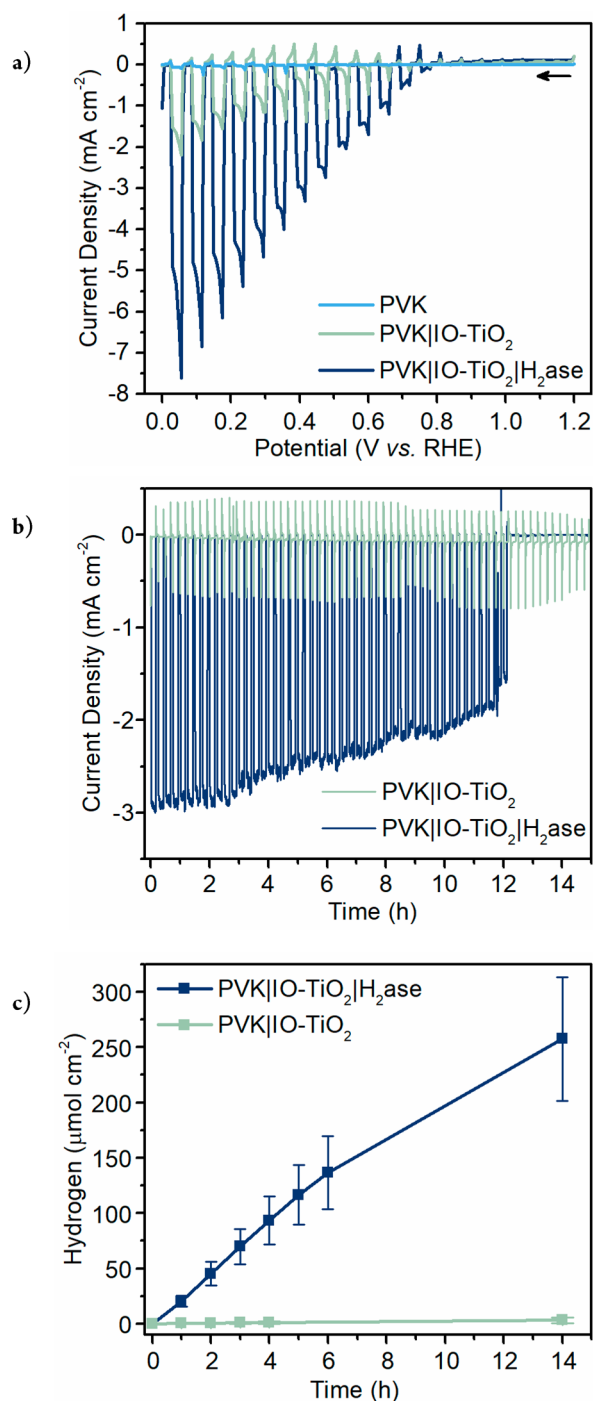 a)
1
0
-1
-2
-3
-4
-5
-6
-7
-8
Current Density (mA cm-2)
PVK
PVK|IO-TiO2
PVK|IO-TiO2|H2ase
0.0 0.2 0.4 0.6 0.8 1.0 1.2
Potential (V vs. RHE)
b)
0
-1
-2
-3
Current Density (mA cm-2)
PVK|IO-TiO2
PVK|IO-TiO2|H2ase
0 2 4 6 8 10 12 14
Time (h)
c)
300
250
200
150
100
50
0
Hydrogen (μmol cm-2)
PVK|IO-TiO2|H2ase
PVK|IO-TiO2
0 2 4 6 8 10 12 14
Time (h)